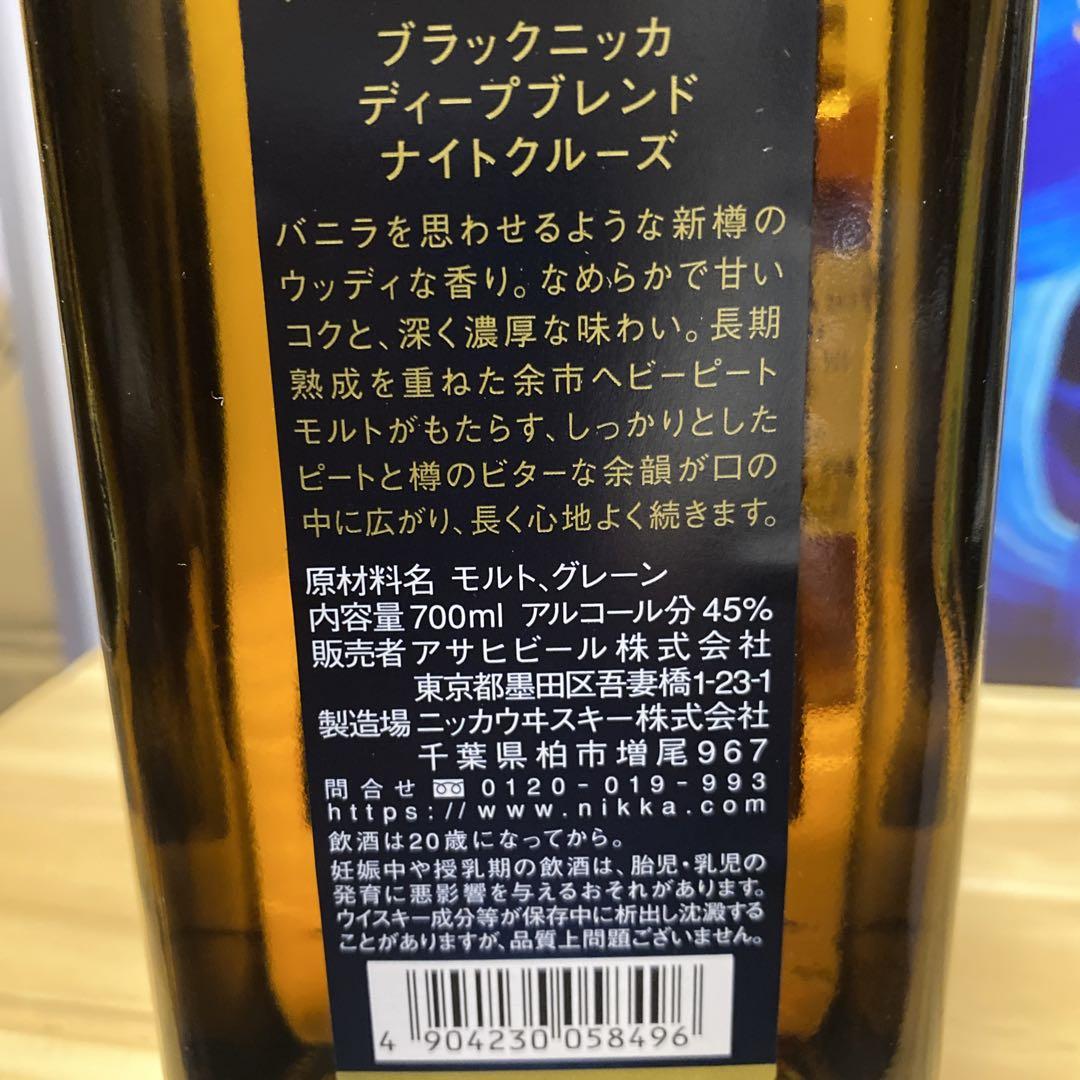 ブラックニッカ
ディープブレンド
ナイトクルーズ
バニラを思わせるような新樽の
ウッディな香り。なめらかで甘い
コクと、深く濃厚な味わい。長期
熟成を重ねた余市ヘビーピート
モルトがもたらす、しっかりとした
ピートと樽のビターな余韻が口の
中に広がり、長く心地よく続きます。
原材料名 モルト、グレーン
内容量 700ml アルコール分 45%
販売者 アサヒビール株式会社
東京都墨田区吾妻橋1-23-1
製造場 ニッカウヰスキー株式会社
千葉県柏市増尾967
問合せ 0120-019-993
https://www.nikka.com
飲酒は20歳になってから。
妊娠中や授乳期の飲酒は、胎児・乳児の
発育に悪影響を与えるおそれがあります。
ウイスキー成分等が保存中に析出し沈澱する
ことがありますが、品質上問題ございません。
4 904230 058496